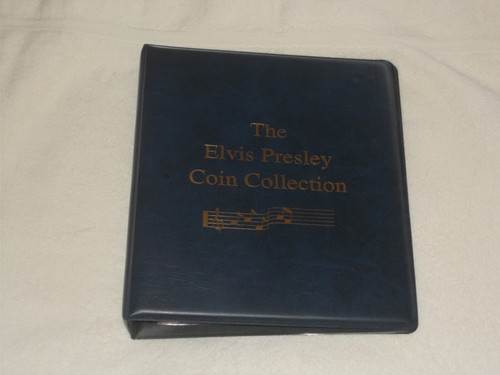 The
Elvis Presley
Coin Collection